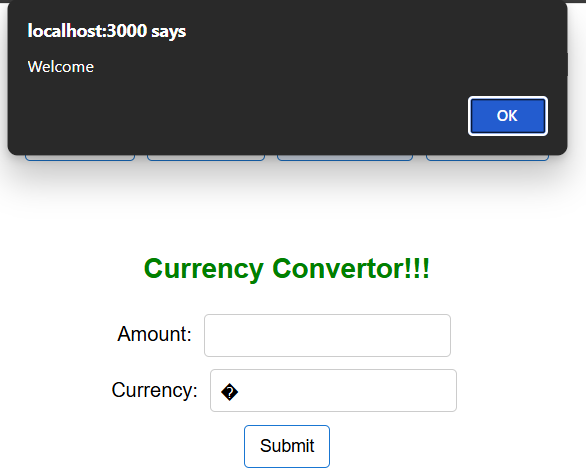 localhost:3000 says
Welcome
OK
Currency Convertor!!!
Amount:
Currency: �
Submit